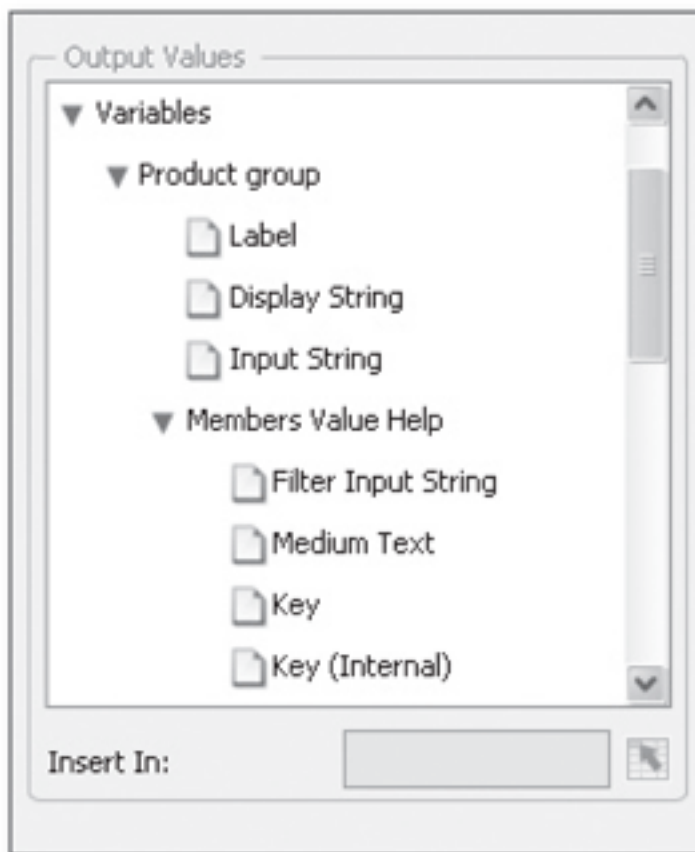 Output Values
Variables
Product group
Label
Display String
Input String
Members Value Help
Filter Input String
Medium Text
Key
Key (Internal)
Insert In: